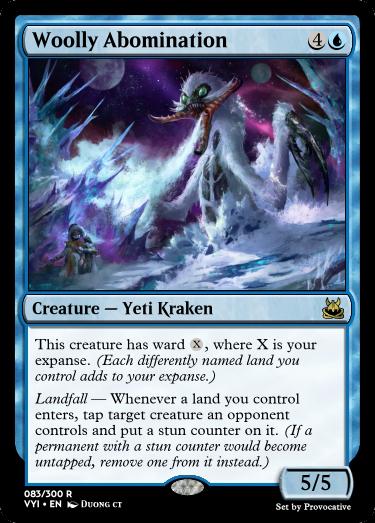 Woolly Abomination 4
Creature — Yeti Kraken
This creature has ward X, where X is your
expanse. (Each differently named land you
control adds to your expanse.)
Landfall — Whenever a land you control
enters, tap target creature an opponent
controls and put a stun counter on it. (If a
permanent with a stun counter would become
untapped, remove one from it instead.)
5/5
083/300 R
VYI • EN DUONG CT
Set by Provocative